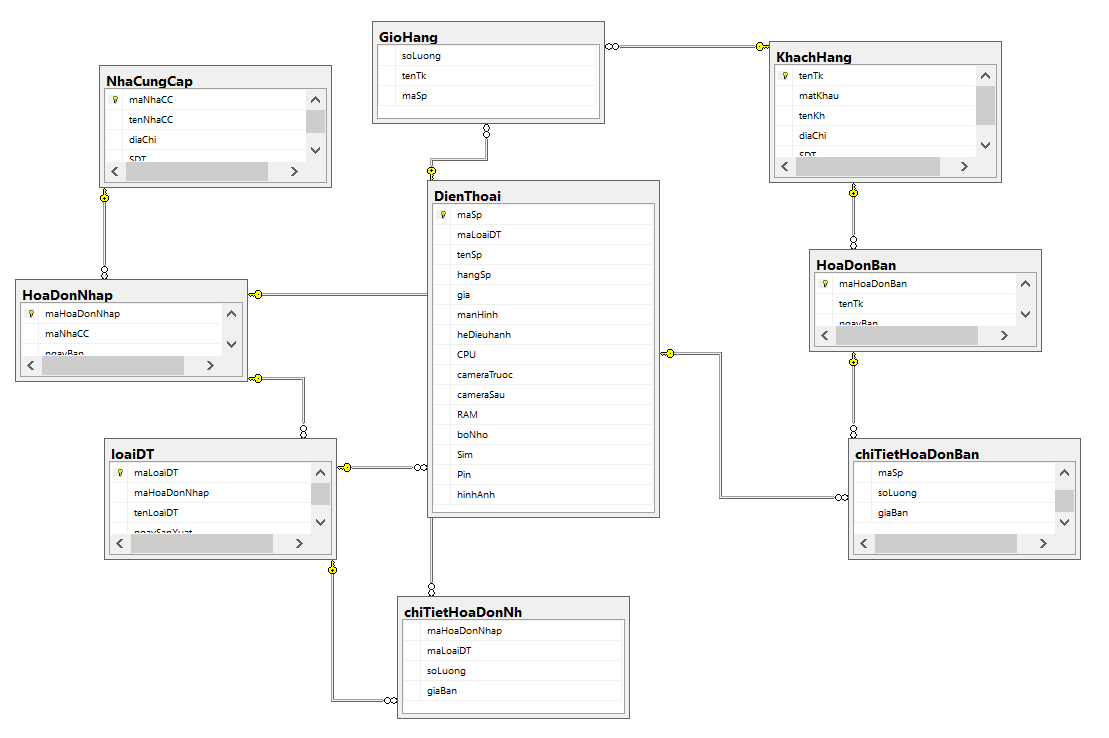 GioHang
soLuong
tenTk
maSp
KhachHang
tenTk
matKhau
tenKh
diaChi
SDT
NhaCungCap
maNhaCC
tenNhaCC
diaChi
SDT
DienThoai
maSp
maLoaiDT
tenSp
hangSp
gia
manHinh
heDieuhanh
CPU
cameraTruoc
cameraSau
RAM
boNho
Sim
Pin
hinhAnh
HoaDonBan
maHoaDonBan
tenTk
ngayBan
HoaDonNhap
maHoaDonNhap
maNhaCC
ngayBan
loaiDT
maLoaiDT
maHoaDonNhap
tenLoaiDT
ngaySanXuat
chiTietHoaDonBan
maSp
soLuong
giaBan
chiTietHoaDonNh
maHoaDonNhap
maLoaiDT
soLuong
giaBan